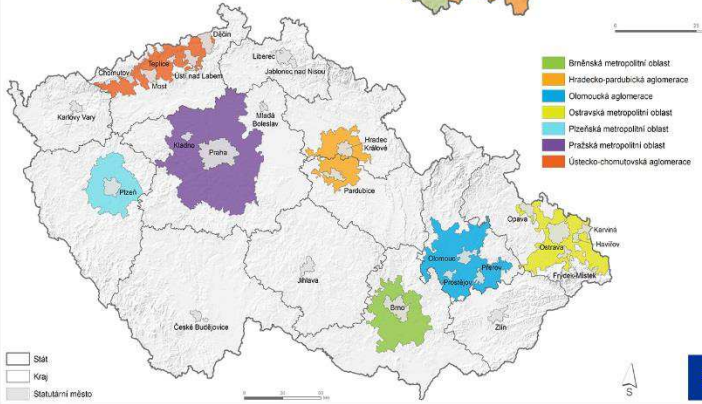 Děčín
Teplice
Liberec
Chomutov
Ústí nad Labem
Jablonec nad Nisou
Most
Karlovy Vary
Mladá
Boleslav
Kladno
Praha
Hradec
Králové
Plzeň
Pardubice
Opava
Karviná
Ostrava
Havířov
Olomouc
Přerov
Frýdek-Místek
Prostějov
Jihlava
Brno
Zlín
České Budějovice
Brněnská metropolitní oblast
Hradecko-pardubická aglomerace
Olomoucká aglomerace
Ostravská metropolitní oblast
Plzeňská metropolitní oblast
Pražská metropolitní oblast
Ústecko-chomutovská aglomerace
Stát
Kraj
Statutární město
S